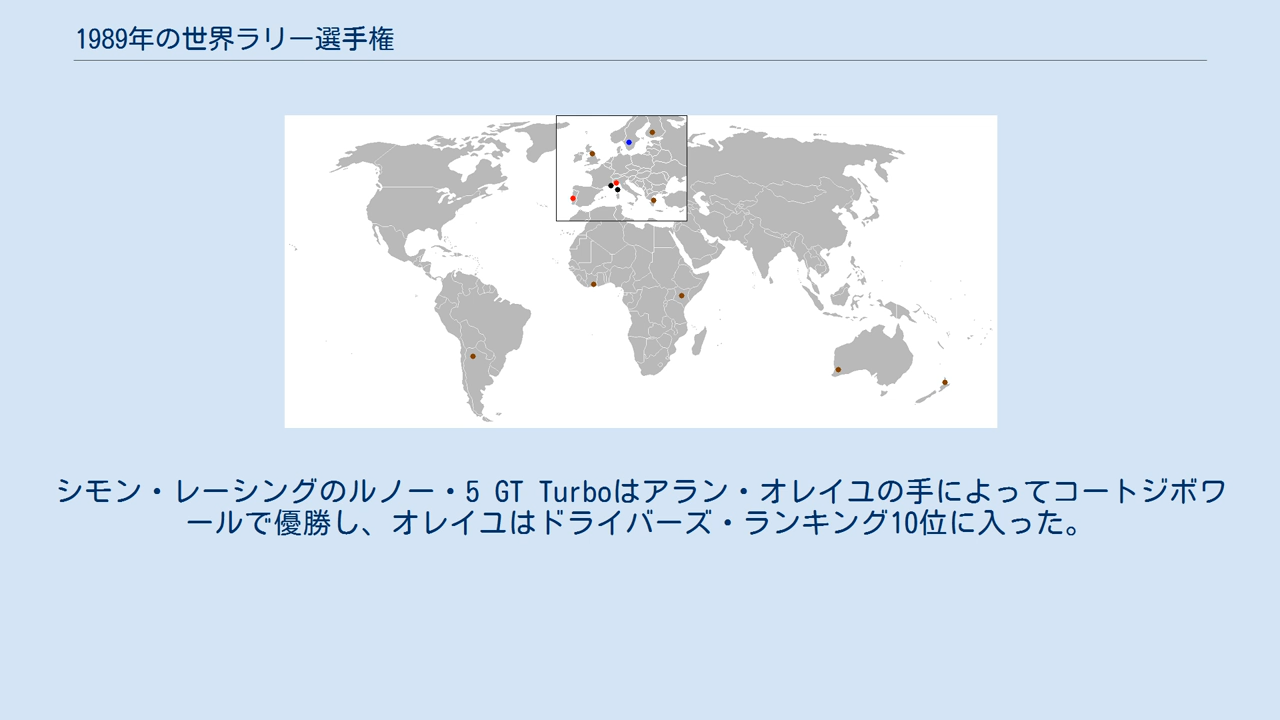 1989年の世界ラリー選手権
シモン・レーシングのルノー・5 GT Turboはアラン・オレイユの手によってコートジボワ
ールで優勝し、オレイユはドライバーズ・ランキング10位に入った。